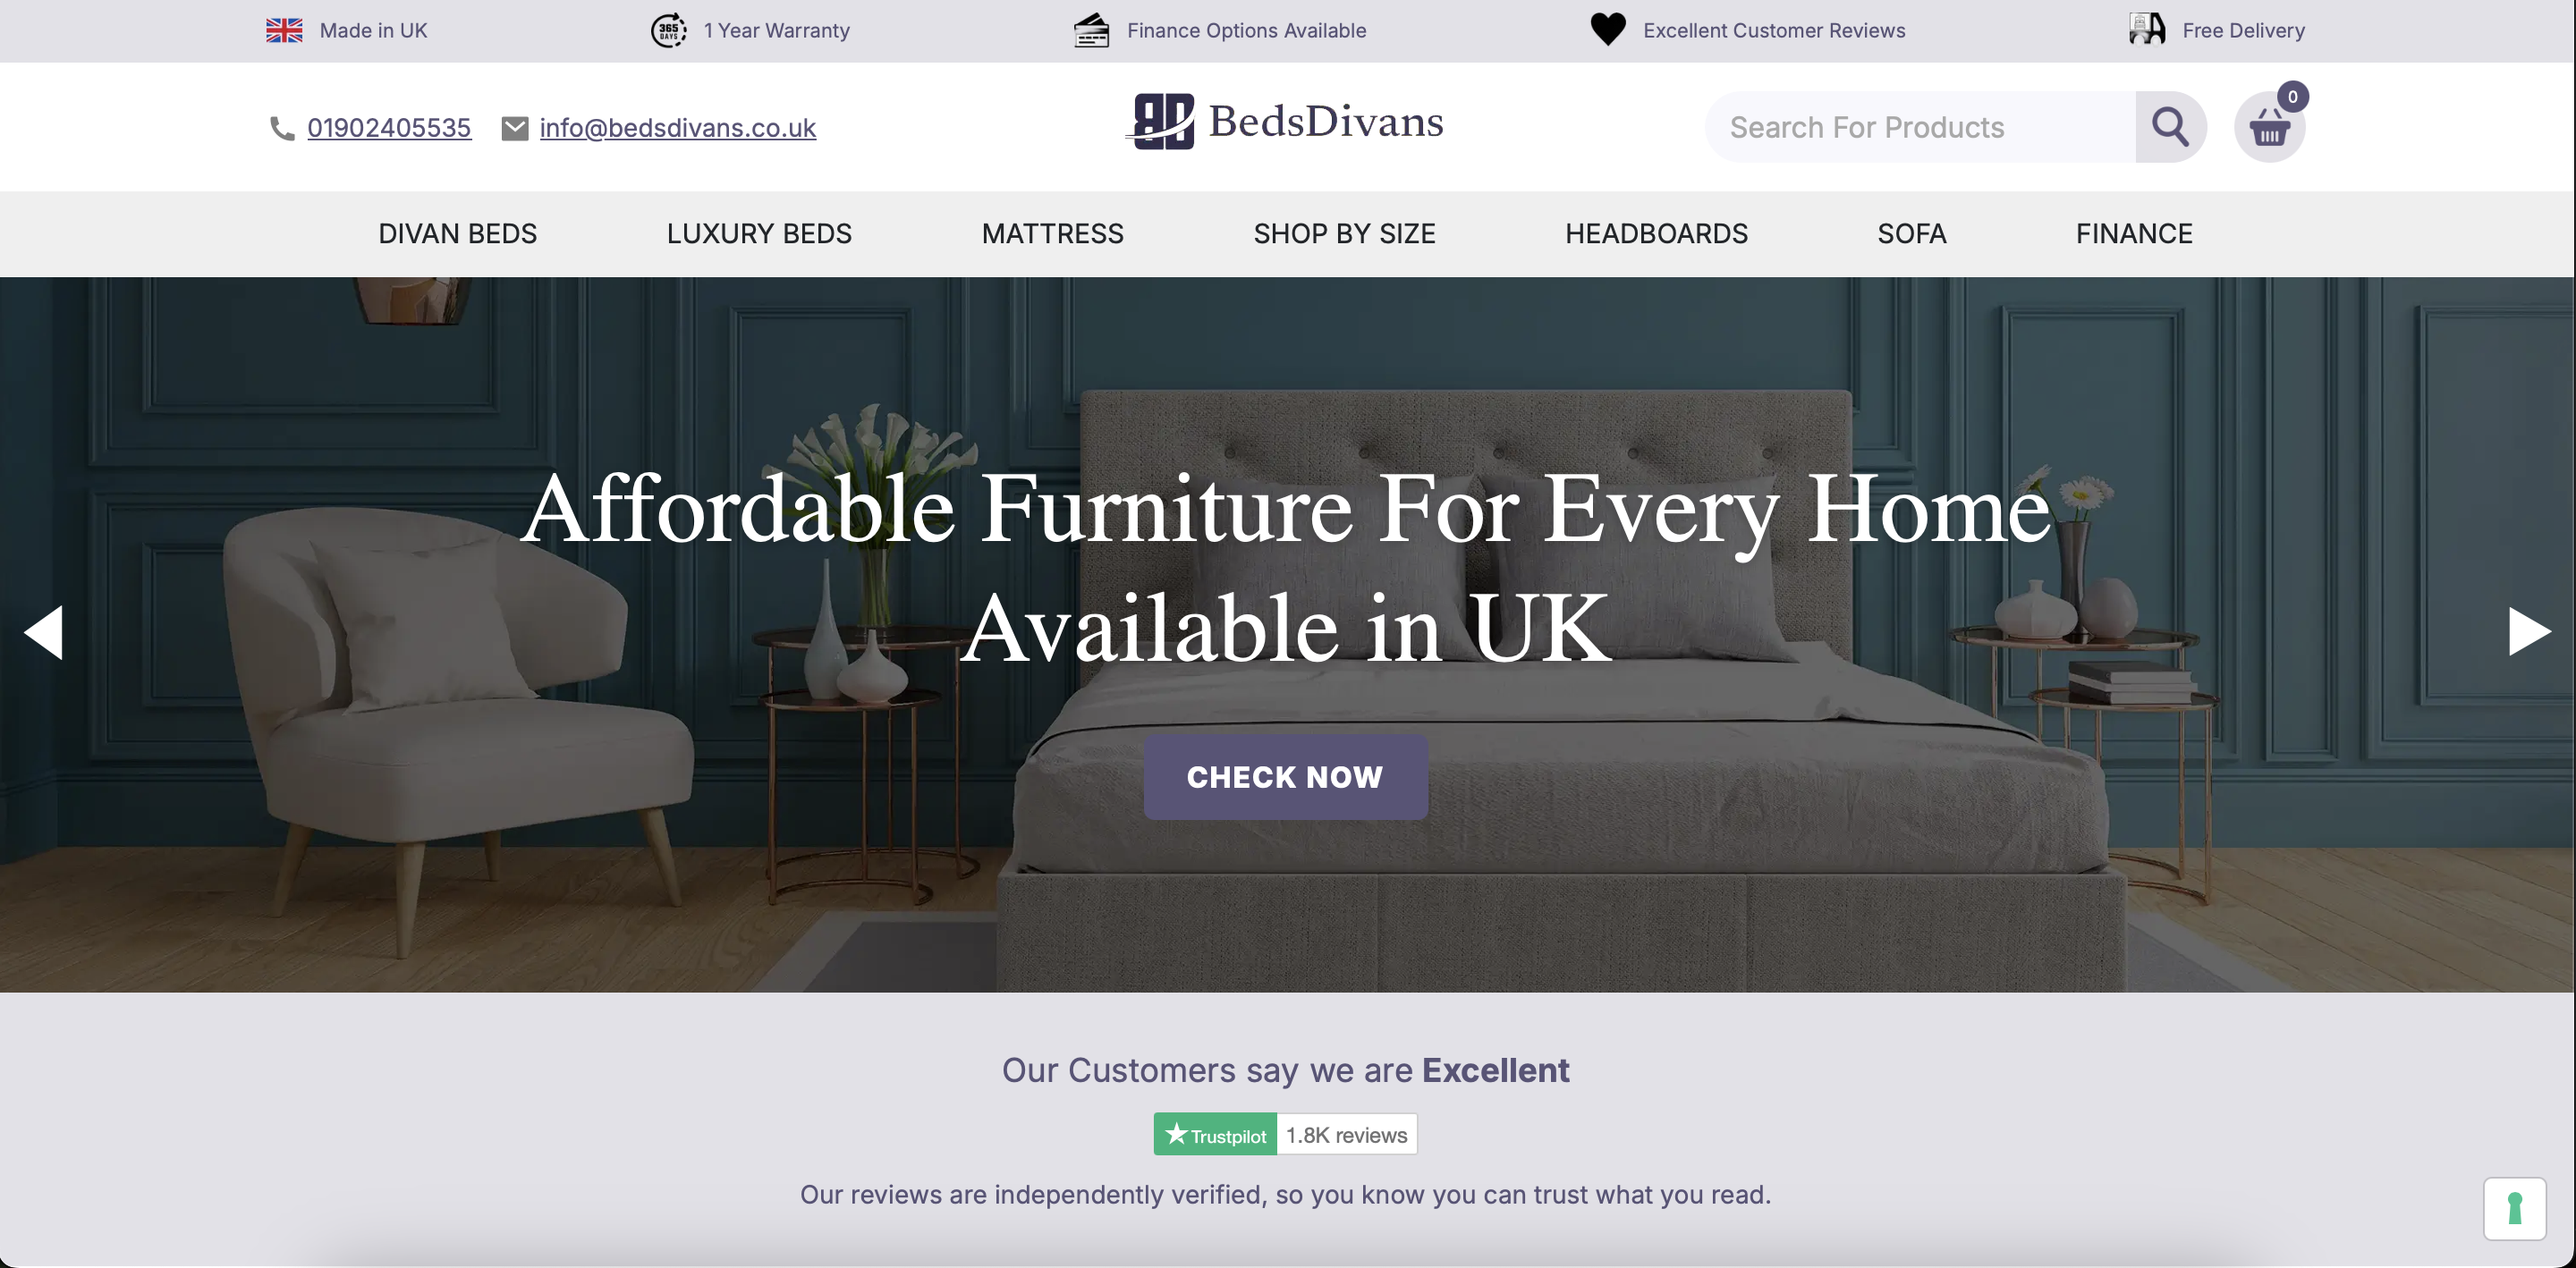 Made in UK
365 DAYS
1 Year Warranty
Finance Options Available
Excellent Customer Reviews
Free Delivery
01902405535
info@bedsdivans.co.uk
BD BedsDivans
Search For Products
0
DIVAN BEDS
LUXURY BEDS
MATTRESS
SHOP BY SIZE
HEADBOARDS
SOFA
FINANCE
Affordable Furniture For Every Home
Available in UK
CHECK NOW
Our Customers say we are Excellent
Trustpilot 1.8K reviews
Our reviews are independently verified, so you know you can trust what you read.